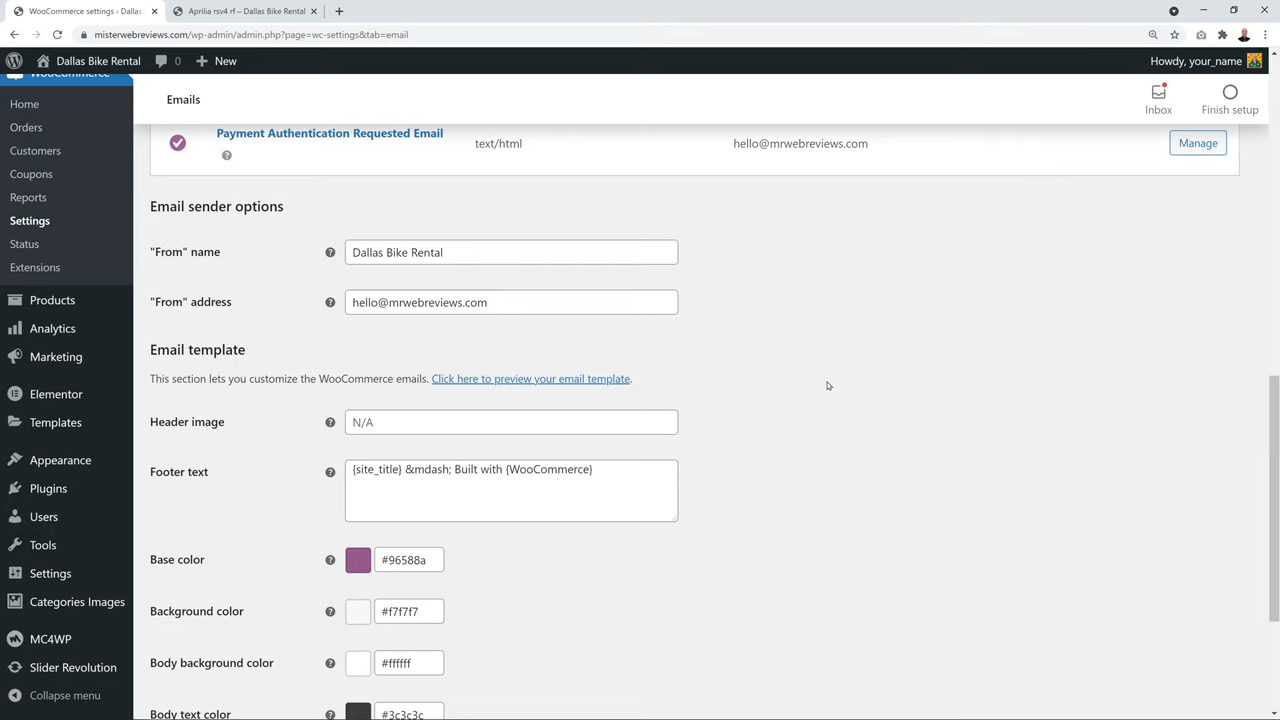 WooCommerce settings ‹ Dallas
Aprilia rsv4 rf – Dallas Bike Rental
misterwebreviews.com/wp-admin/admin.php?page=wc-settings&tab=email
Dallas Bike Rental
0
New
Howdy, your_name
WooCommerce
Home
Orders
Customers
Coupons
Reports
Settings
Status
Extensions
Products
Analytics
Marketing
Elementor
Templates
Appearance
Plugins
Users
Tools
Settings
Categories Images
MC4WP
Slider Revolution
Collapse menu
Emails
Inbox
Finish setup
Payment Authentication Requested Email
text/html
hello@mrwebreviews.com
Manage
Email sender options
"From" name
Dallas Bike Rental
"From" address
hello@mrwebreviews.com
Email template
This section lets you customize the WooCommerce emails. Click here to preview your email template.
Header image
N/A
Footer text
{site_title} &mdash; Built with {WooCommerce}
Base color
#96588a
Background color
#f7f7f7
Body background color
#ffffff
Body text color
#3c3c3c